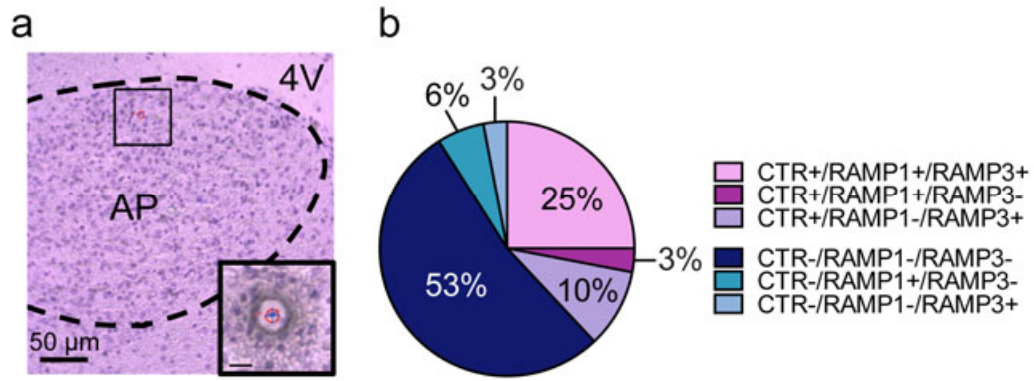 a
4V
AP
50 µm
b
3%
6%
25%
3%
10%
53%
CTR+/RAMP1+/RAMP3+
CTR+/RAMP1+/RAMP3-
CTR+/RAMP1-/RAMP3+
CTR-/RAMP1-/RAMP3-
CTR-/RAMP1+/RAMP3-
CTR-/RAMP1-/RAMP3+